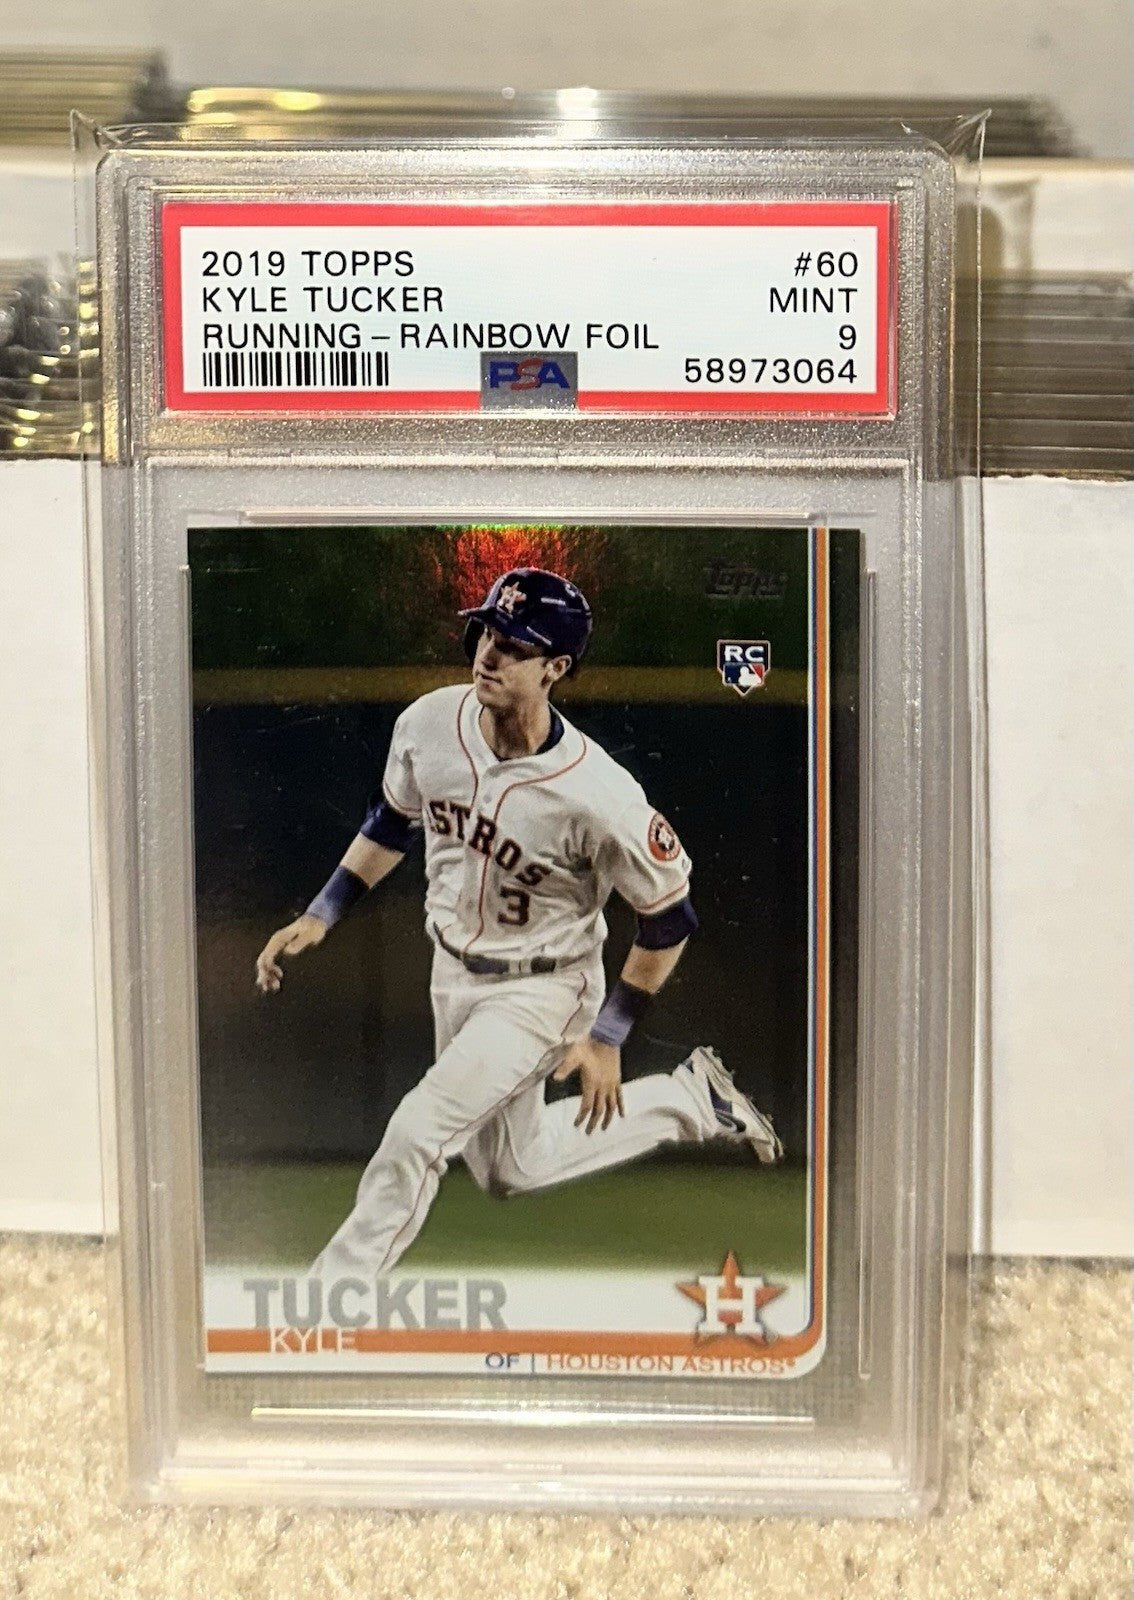 2019 TOPPS #60
KYLE TUCKER MINT
RUNNING – RAINBOW FOIL 9
PSA 58973064
Topps
RC
H
ASTROS
3
TUCKER
KYLE
H
OF | HOUSTON ASTROS®